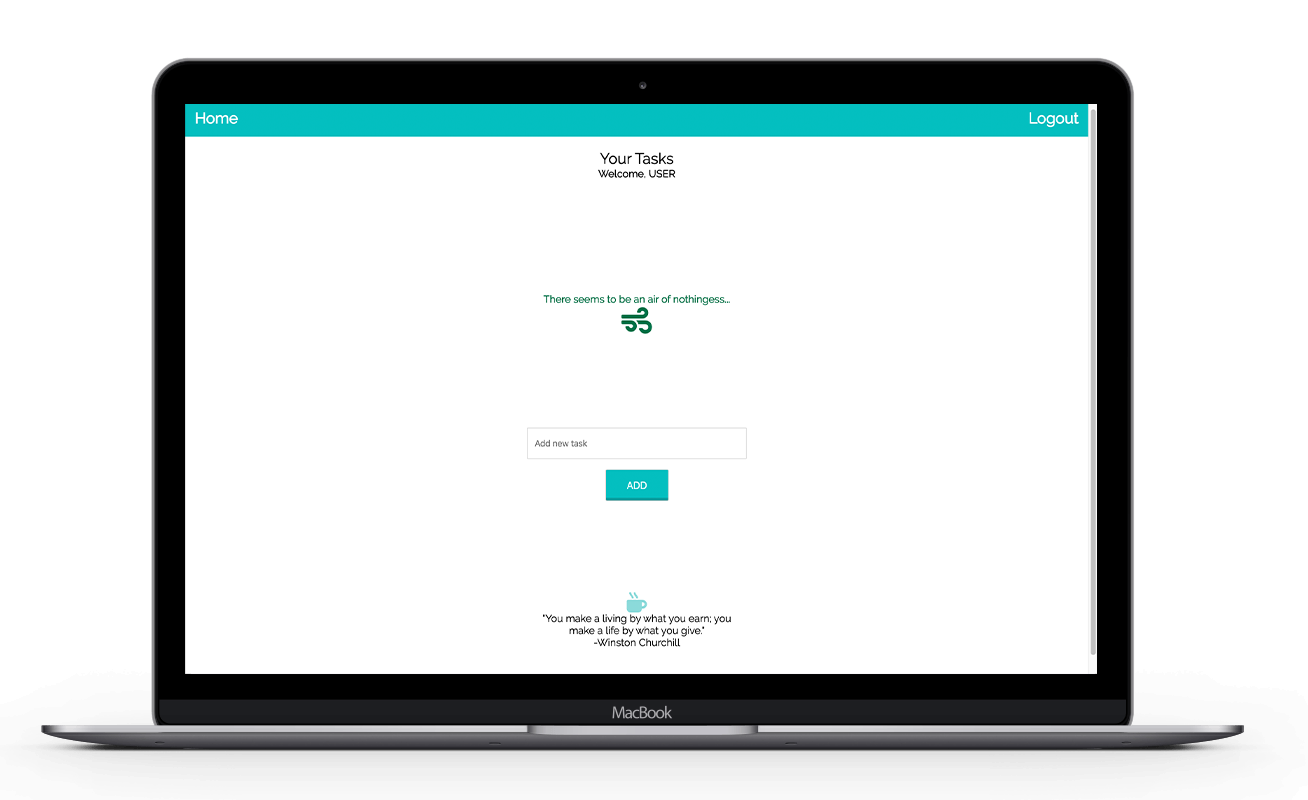 Home
Logout
Your Tasks
Welcome, USER
There seems to be an air of nothingess...
Add new task
ADD
"You make a living by what you earn; you
make a life by what you give."
-Winston Churchill
MacBook